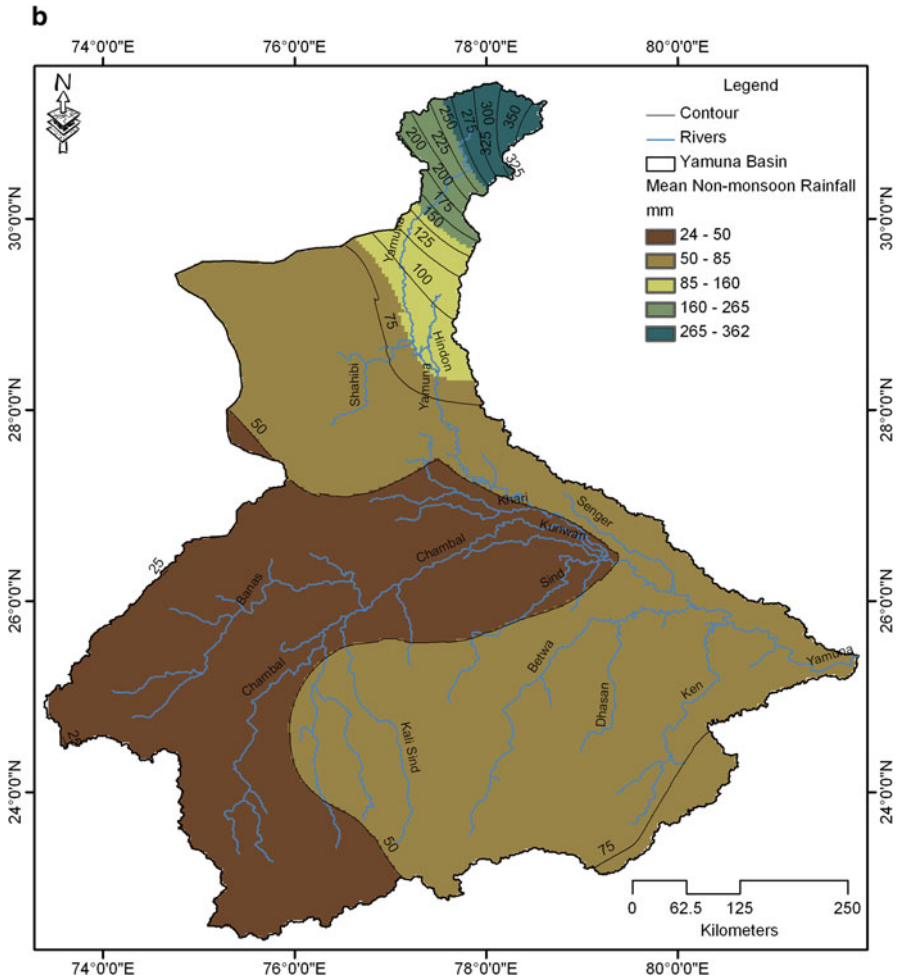 b
74°0'0"E
76°0'0"E
78°0'0"E
80°0'0"E
N
Legend
Contour
Rivers
Yamuna Basin
Mean Non-monsoon Rainfall
mm
24 - 50
50 - 85
85 - 160
160 - 265
265 - 362
30°0'0"N
28°0'0"N
26°0'0"N
24°0'0"N
30°0'0"N
28°0'0"N
26°0'0"N
24°0'0"N
200
225
250
275
300
325
350
325
200
175
150
125
100
Yamuna
75
Hindon
Shahibi
Yamuna
50
Khari
Senger
Kunwari
Chambal
Sind
25
Banas
Chambal
Betwa
Dhasan
Ken
Yamuna
Kali Sind
25
50
75
0
62.5
125
250
Kilometers
74°0'0"E
76°0'0"E
78°0'0"E
80°0'0"E